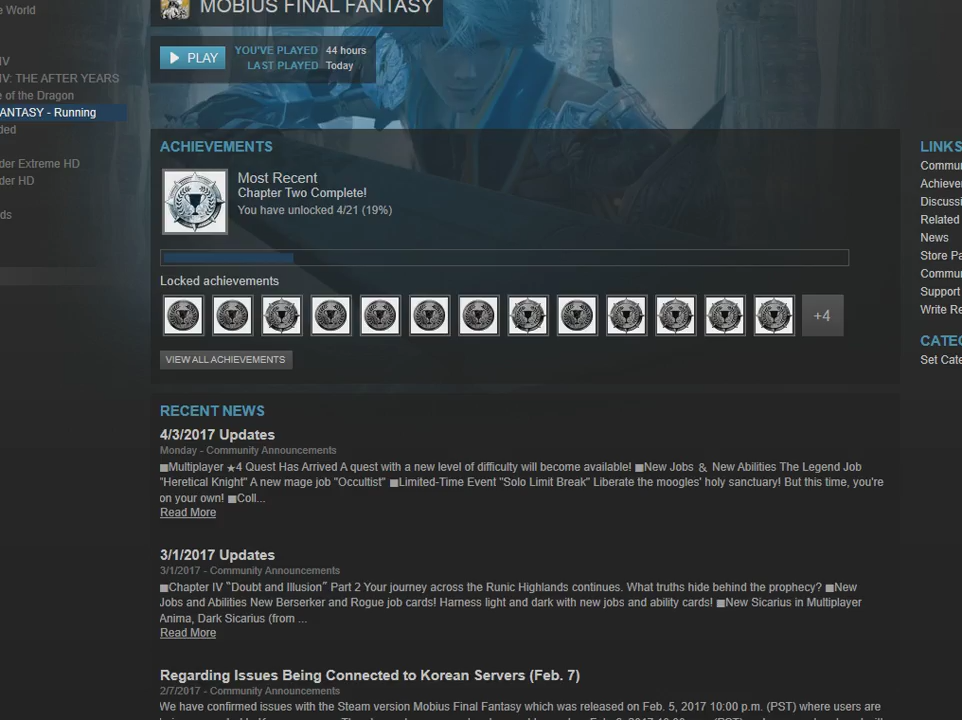 e World
MOBIUS FINAL FANTASY
PLAY
YOU'VE PLAYED 44 hours
LAST PLAYED Today
IV
IV: THE AFTER YEARS
e of the Dragon
ANTASY - Running
ded
der Extreme HD
der HD
ds
ACHIEVEMENTS
Most Recent
Chapter Two Complete!
You have unlocked 4/21 (19%)
Locked achievements
+4
VIEW ALL ACHIEVEMENTS
LINKS
Commu
Achieve
Discussi
Related
News
Store Pa
Commu
Support
Write Re
CATEG
Set Cate
RECENT NEWS
4/3/2017 Updates
Monday - Community Announcements
■Multiplayer ★4 Quest Has Arrived A quest with a new level of difficulty will become available! ■New Jobs ＆ New Abilities The Legend Job
"Heretical Knight" A new mage job "Occultist" ■Limited-Time Event "Solo Limit Break" Liberate the moogles' holy sanctuary! But this time, you're
on your own! ■Coll...
Read More
3/1/2017 Updates
3/1/2017 - Community Announcements
■Chapter IV “Doubt and Illusion” Part 2 Your journey across the Runic Highlands continues. What truths hide behind the prophecy? ■New
Jobs and Abilities New Berserker and Rogue job cards! Harness light and dark with new jobs and ability cards! ■New Sicarius in Multiplayer
Anima, Dark Sicarius (from ...
Read More
Regarding Issues Being Connected to Korean Servers (Feb. 7)
2/7/2017 - Community Announcements
We have confirmed issues with the Steam version Mobius Final Fantasy which was released on Feb. 5, 2017 10:00 p.m. (PST) where users are